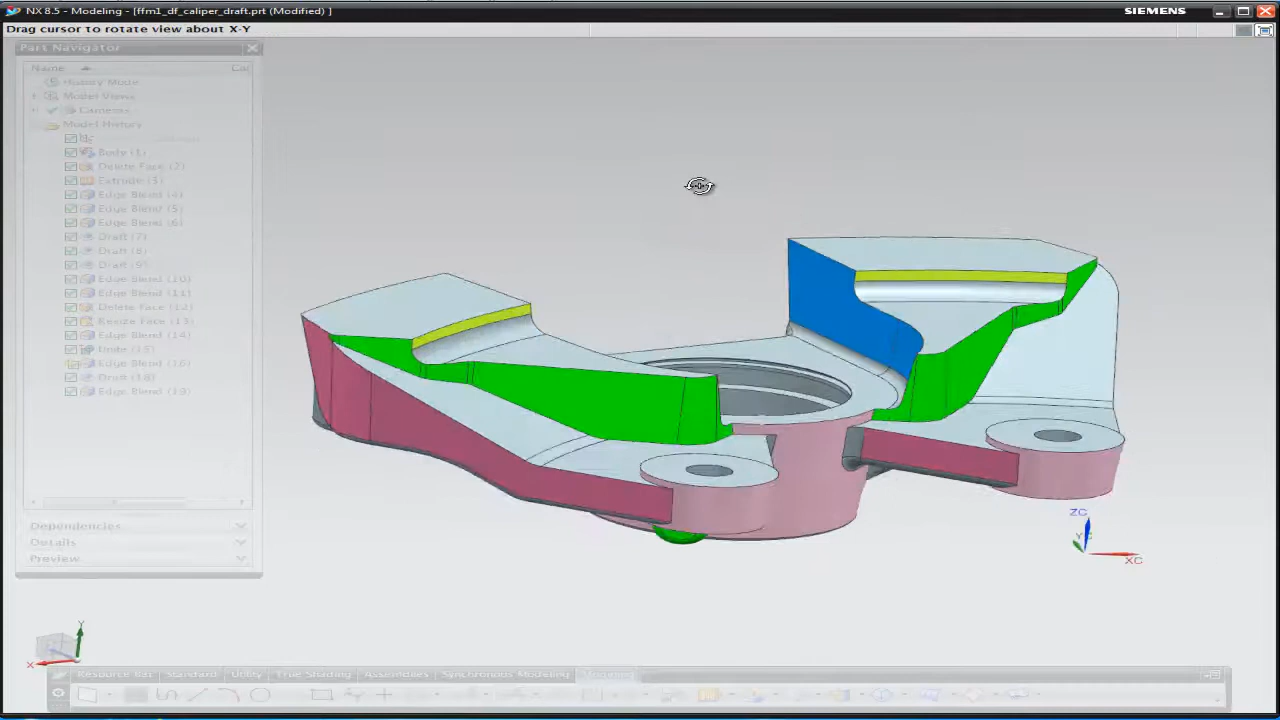 NX 8.5 - Modeling - [ffm1_df_caliper_draft.prt (Modified) ]
SIEMENS
Drag cursor to rotate view about X-Y
Part Navigator
Name
Car
History Mode
Model Views
Cameras
Model History
Body (1)
Delete Face (2)
Extrude (3)
Edge Blend (4)
Edge Blend (5)
Edge Blend (6)
Draft (7)
Draft (8)
Draft (9)
Edge Blend (10)
Edge Blend (11)
Delete Face (12)
Resize Face (13)
Edge Blend (14)
Unite (15)
Edge Blend (16)
Draft (18)
Edge Blend (19)
Dependencies
Details
Preview
ZC
XC
Y
X
Resource Bar Standard Utility True Shading Assemblies Synchronous Modeling Modeling